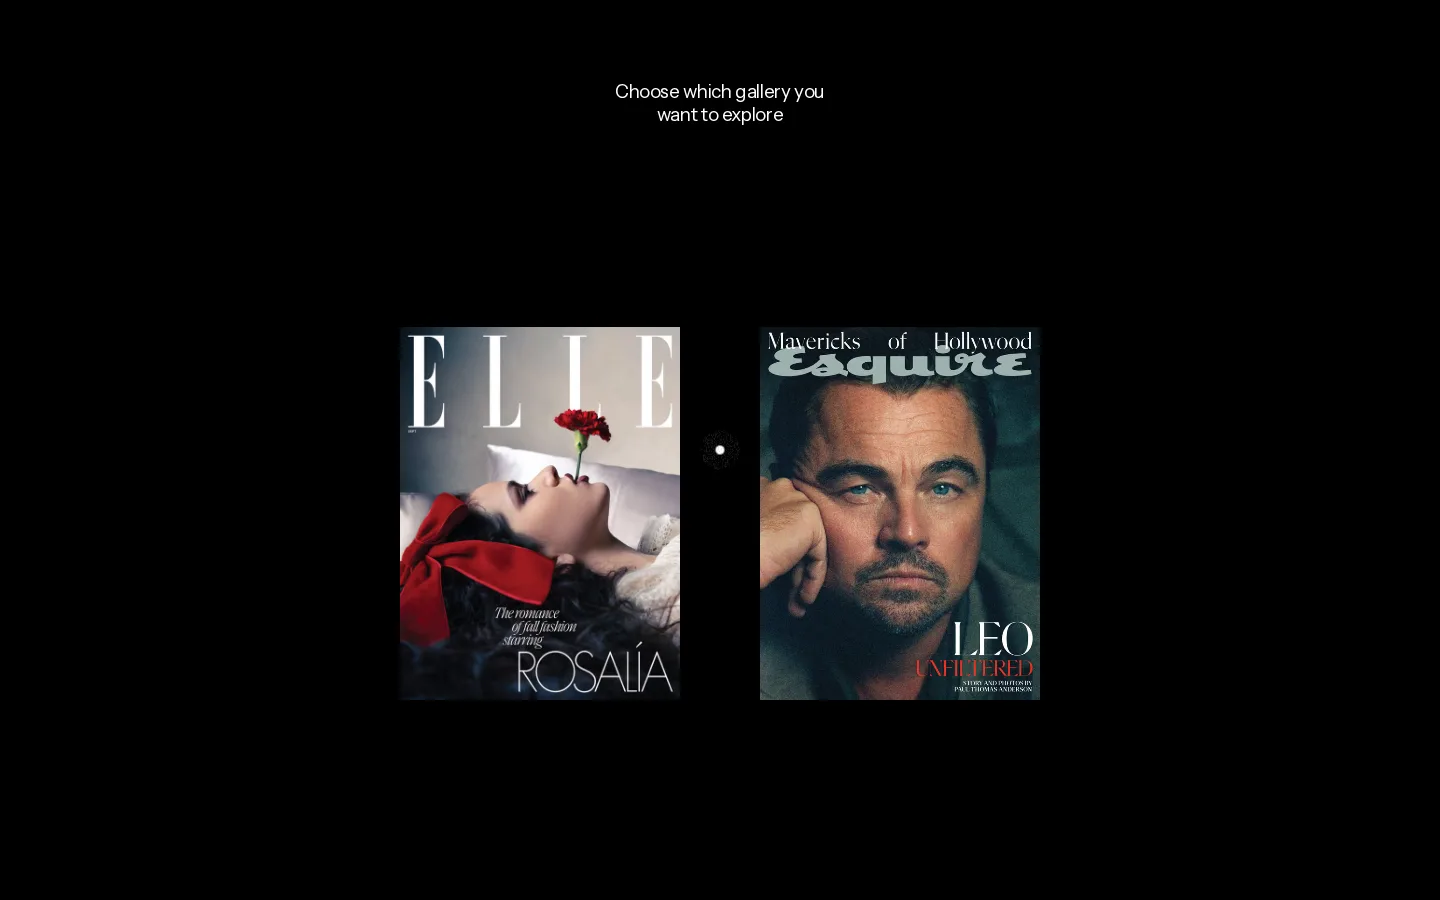 Choose which gallery you
want to explore
ELLE
SEPT
The romance
of fall fashion
starring
ROSALÍA
Mavericks of Hollywood
Esquire
LEO
UNFILTERED
STORY AND PHOTOS BY
PAUL THOMAS ANDERSON